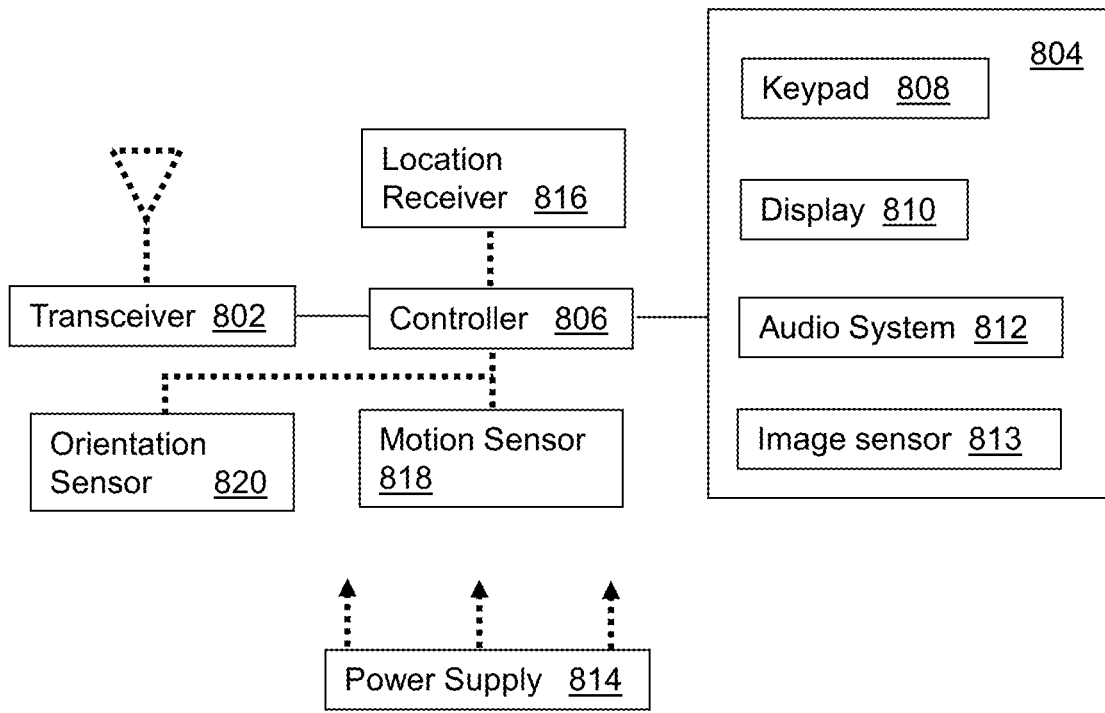 804
Keypad 808
Location
Receiver 816
Display 810
Transceiver 802
Controller 806
Audio System 812
Orientation
Sensor 820
Motion Sensor
818
Image sensor 813
Power Supply 814